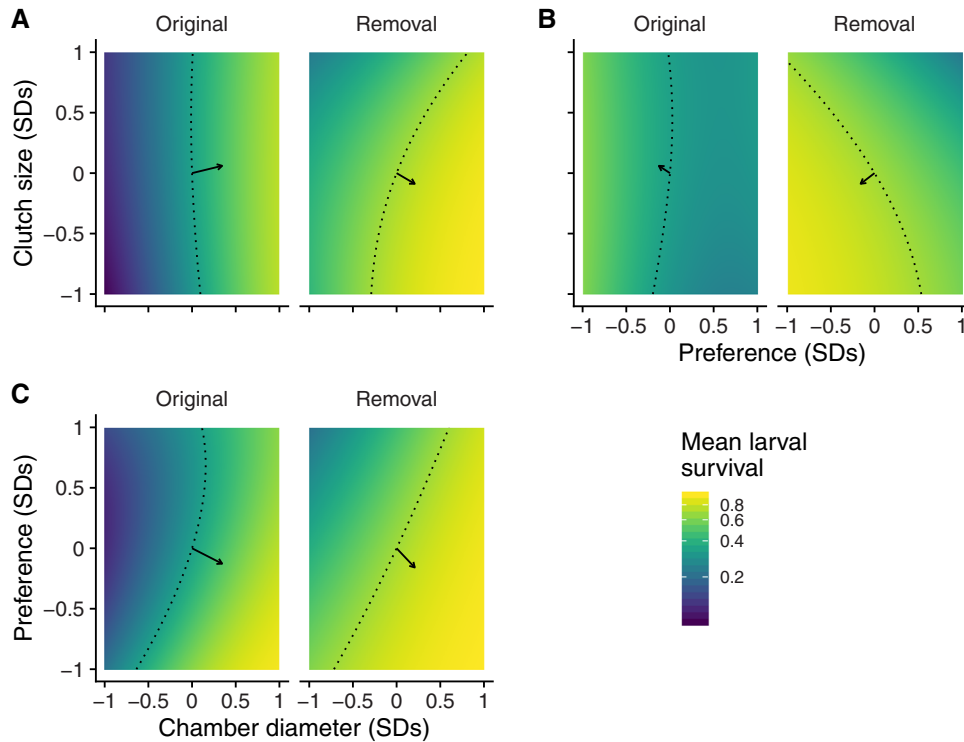 A
Original
Removal
Clutch size (SDs)
1
0.5
0
−0.5
−1
B
Original
Removal
−1 −0.5 0 0.5 1
−1 −0.5 0 0.5 1
Preference (SDs)
C
Original
Removal
Preference (SDs)
1
0.5
0
−0.5
−1
−1 −0.5 0 0.5 1
−1 −0.5 0 0.5 1
Chamber diameter (SDs)
Mean larval
survival
0.8
0.6
0.4
0.2